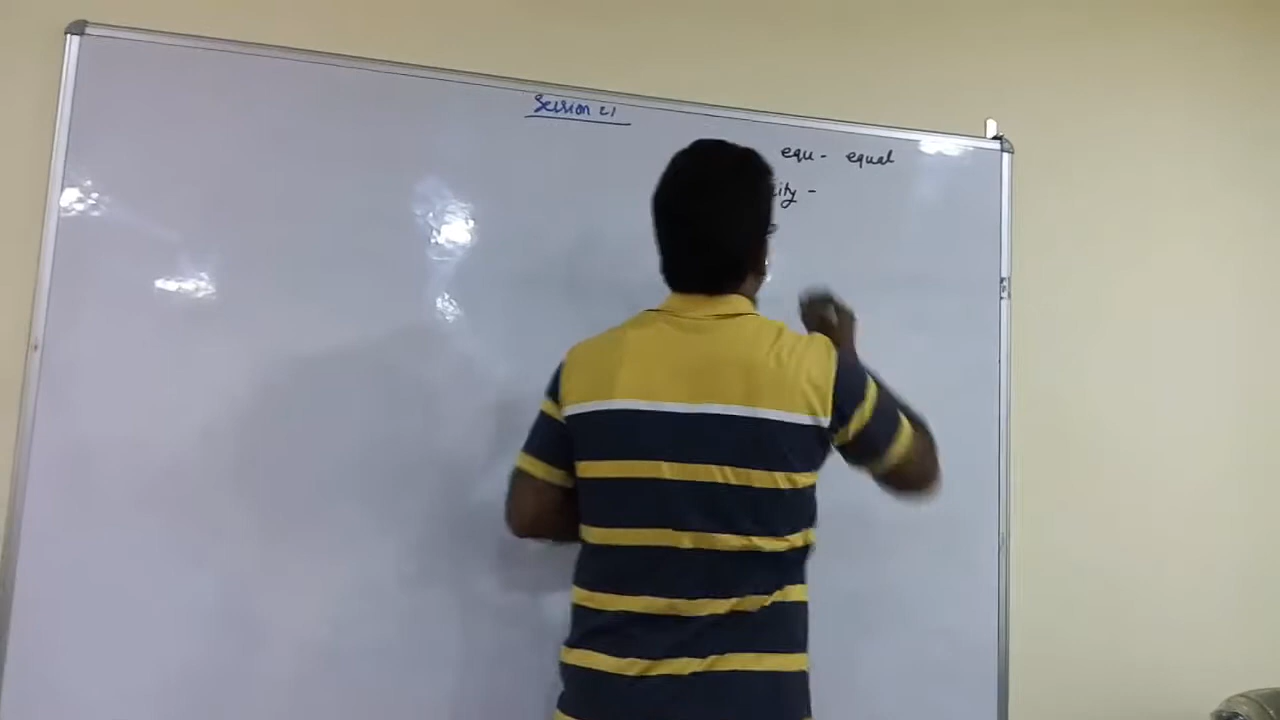 Session 21
equ- equal
ity -